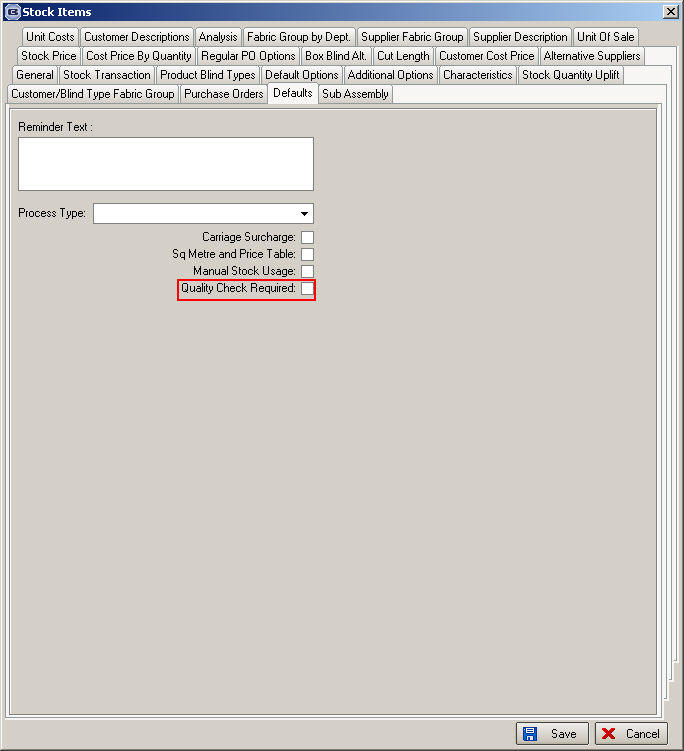 Stock Items
Unit Costs Customer Descriptions Analysis Fabric Group by Dept. Supplier Fabric Group Supplier Description Unit Of Sale
Stock Price Cost Price By Quantity Regular PO Options Box Blind Alt. Cut Length Customer Cost Price Alternative Suppliers
General Stock Transaction Product Blind Types Default Options Additional Options Characteristics Stock Quantity Uplift
Customer/Blind Type Fabric Group Purchase Orders Defaults Sub Assembly
Reminder Text :
Process Type:
Carriage Surcharge:
Sq Metre and Price Table:
Manual Stock Usage:
Quality Check Required:
Save Cancel